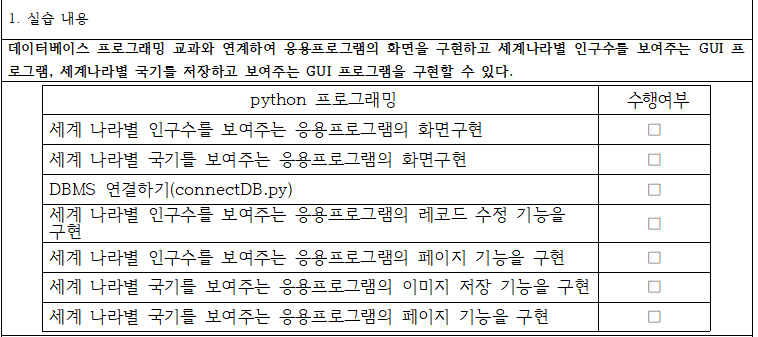 1. 실습 내용
데이터베이스 프로그래밍 교과와 연계하여 응용프로그램의 화면을 구현하고 세계나라별 인구수를 보여주는 GUI 프
로그램, 세계나라별 국기를 저장하고 보여주는 GUI 프로그램을 구현할 수 있다.
python 프로그래밍 수행여부
세계 나라별 인구수를 보여주는 응용프로그램의 화면구현 □
세계 나라별 국기를 보여주는 응용프로그램의 화면구현 □
DBMS 연결하기(connectDB.py) □
세계 나라별 인구수를 보여주는 응용프로그램의 레코드 수정 기능을
구현 □
세계 나라별 인구수를 보여주는 응용프로그램의 페이지 기능을 구현 □
세계 나라별 국기를 보여주는 응용프로그램의 이미지 저장 기능을 구현 □
세계 나라별 국기를 보여주는 응용프로그램의 페이지 기능을 구현 □